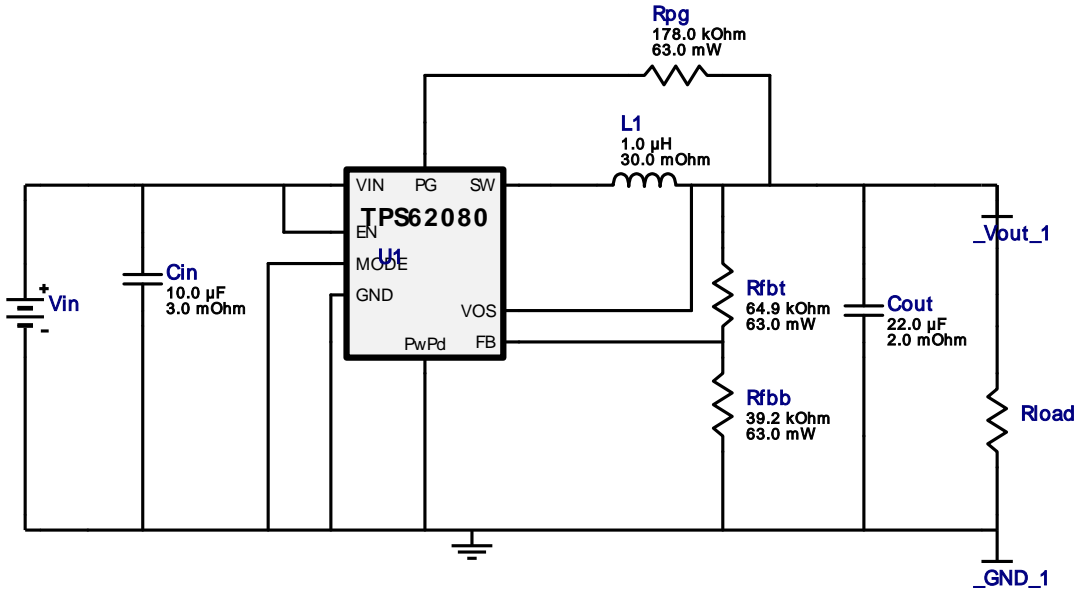 Rpg
178.0 kOhm
63.0 mW
L1
1.0 µH
30.0 mOhm
VIN PG SW
TPS62080
EN
U1
MODE
GND
VOS
PwPd FB
Cin
10.0 µF
3.0 mOhm
+
Vin
-
Rfbt
64.9 kOhm
63.0 mW
Rfbb
39.2 kOhm
63.0 mW
Cout
22.0 µF
2.0 mOhm
_Vout_1
Rload
_GND_1